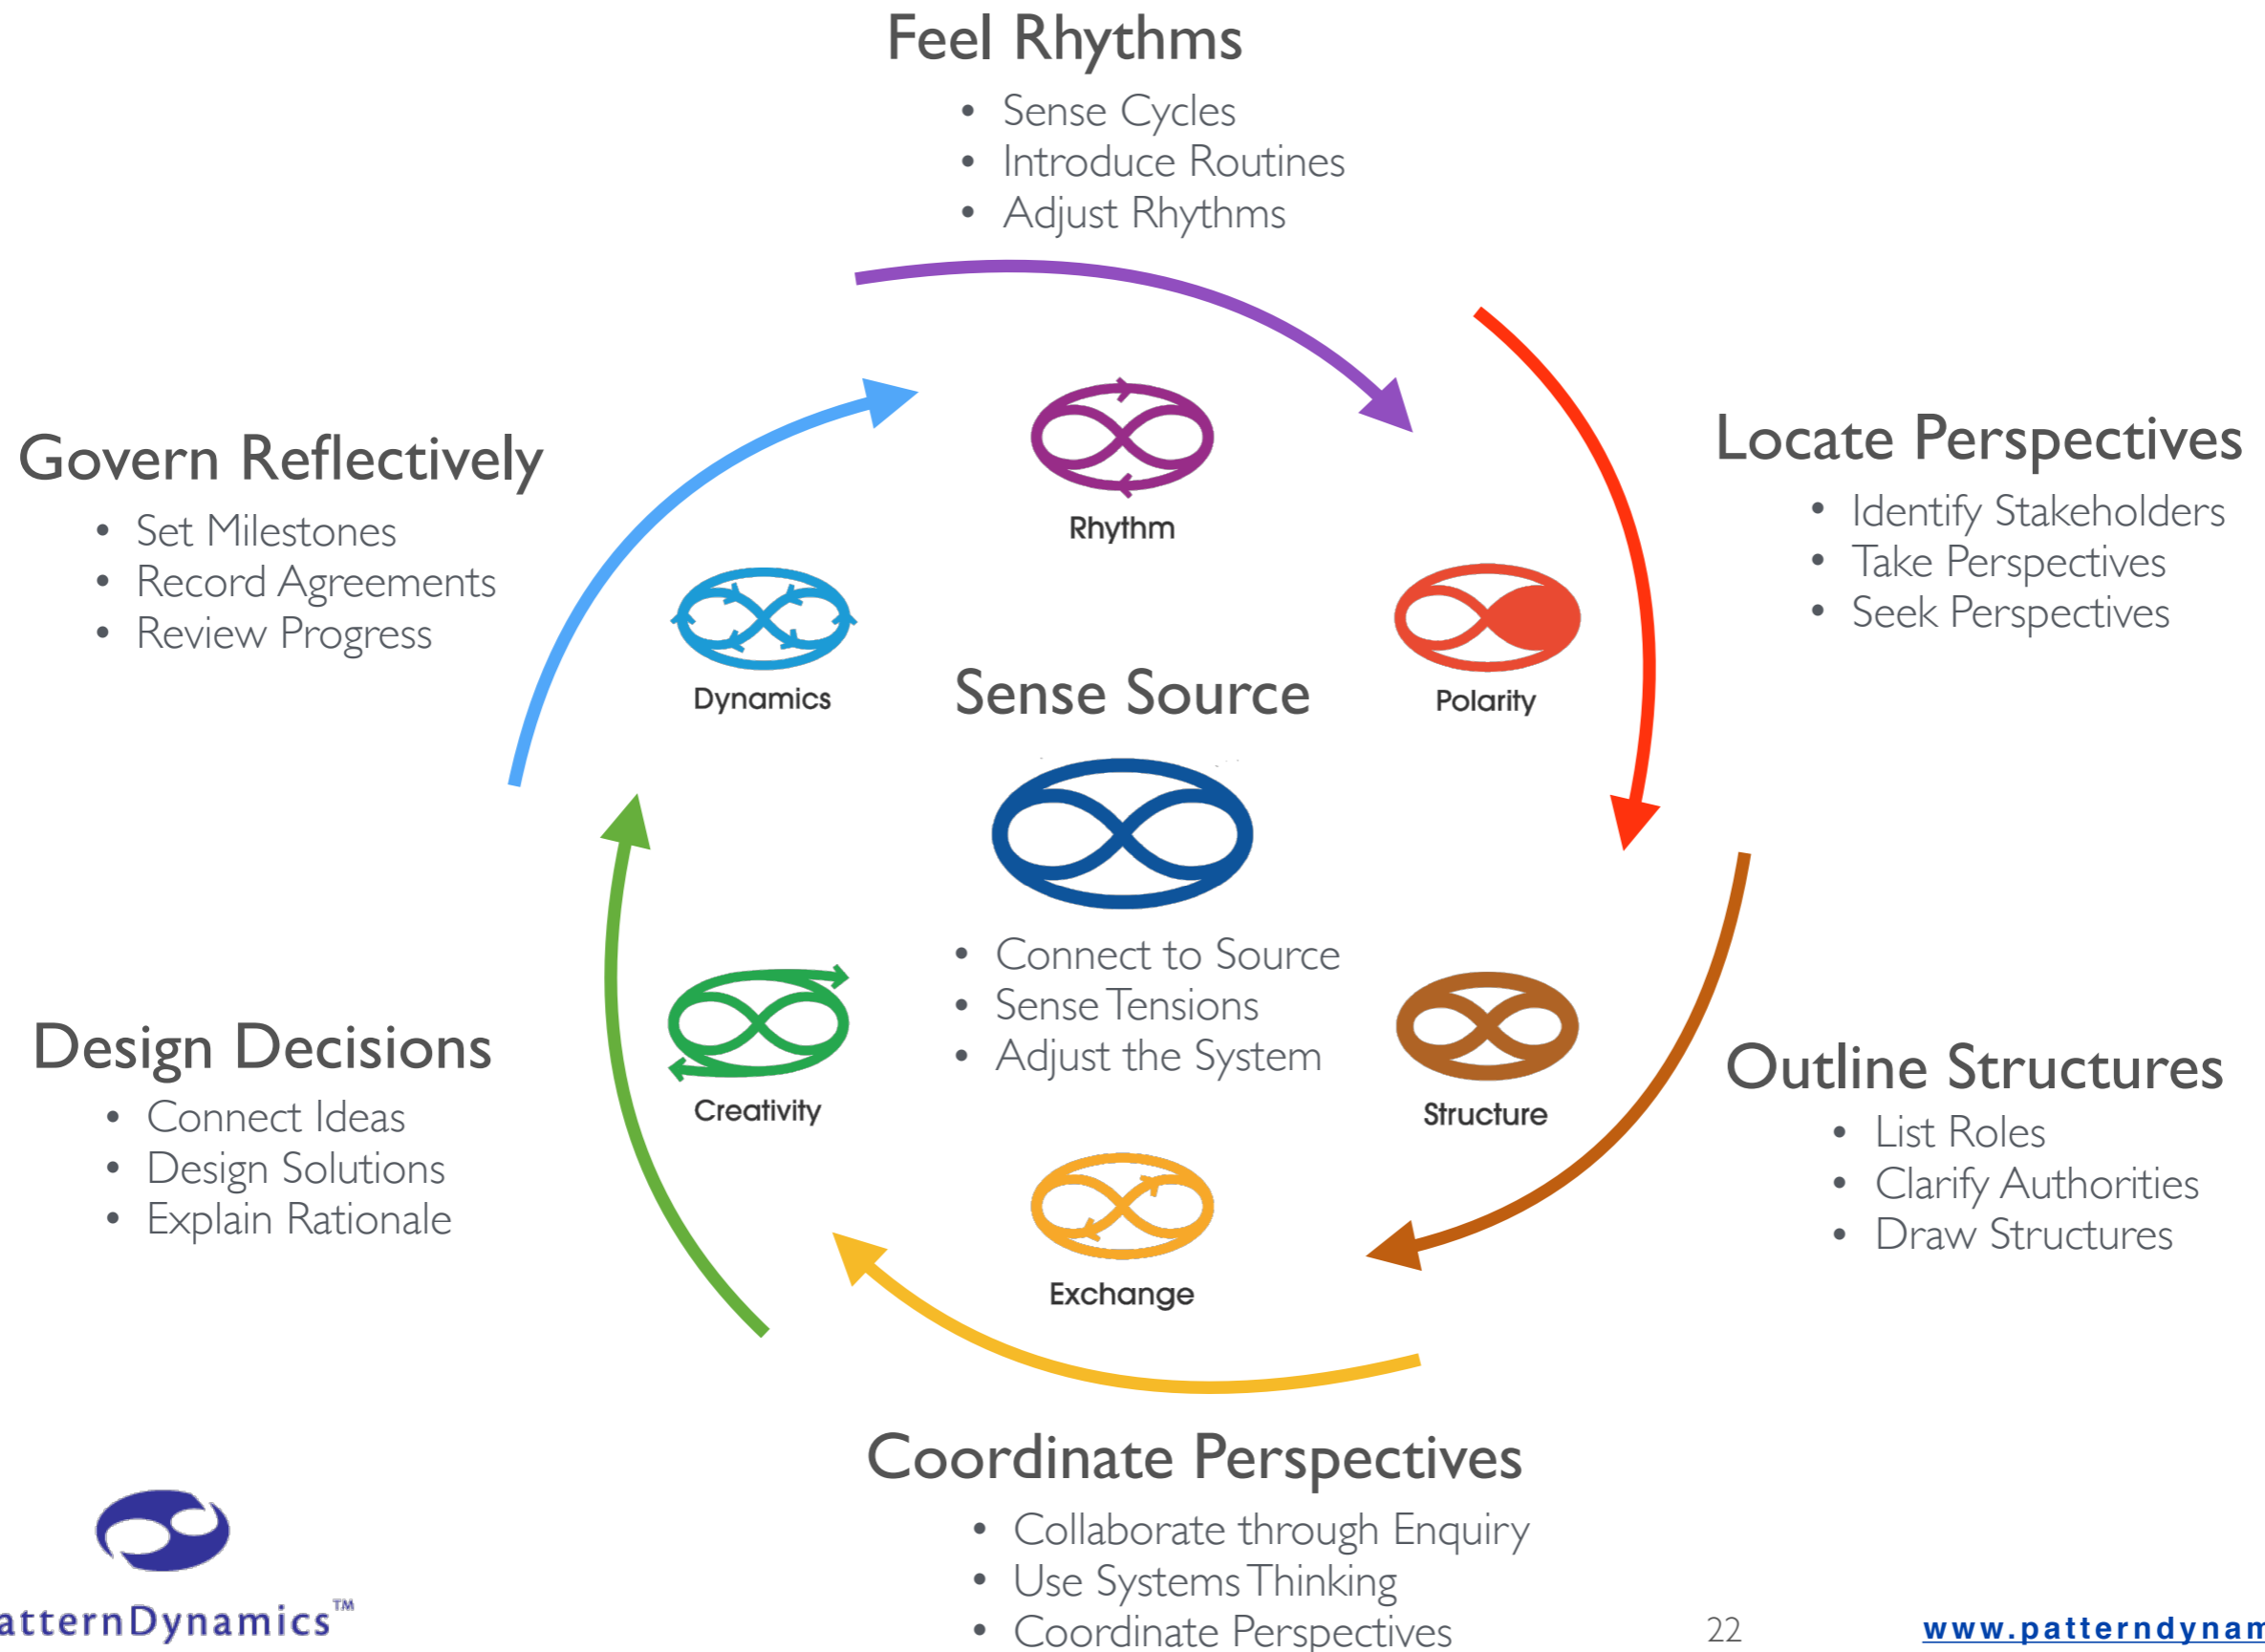 Feel Rhythms
• Sense Cycles
• Introduce Routines
• Adjust Rhythms
Govern Reflectively
• Set Milestones
• Record Agreements
• Review Progress
Rhythm
Locate Perspectives
• Identify Stakeholders
• Take Perspectives
• Seek Perspectives
Dynamics
Sense Source
Polarity
• Connect to Source
• Sense Tensions
• Adjust the System
Design Decisions
• Connect Ideas
• Design Solutions
• Explain Rationale
Creativity
Structure
Outline Structures
• List Roles
• Clarify Authorities
• Draw Structures
Exchange
Coordinate Perspectives
• Collaborate through Enquiry
• Use Systems Thinking
• Coordinate Perspectives
atternDynamics™
22
www.patterndynam